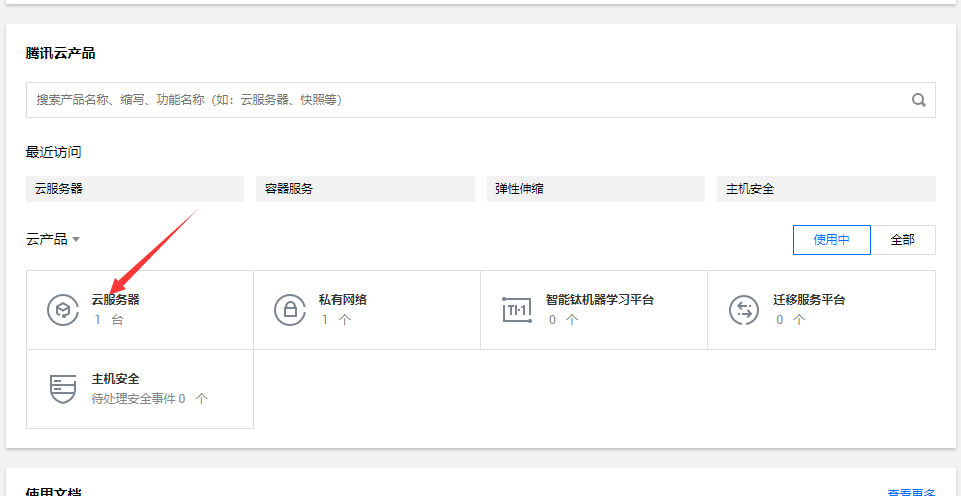 腾讯云产品
搜索产品名称、缩写、功能名称（如：云服务器、快照等）
最近访问
云服务器 容器服务 弹性伸缩 主机安全
云产品 使用中 全部
云服务器 私有网络 智能钛机器学习平台 迁移服务平台
1 台 1 个 TI-1 0 个 0 个
主机安全
待处理安全事件 0 个
使用文档 查看更多